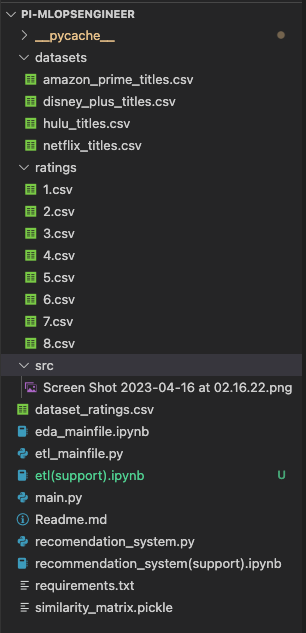 PI-MLOPSENGINEER
__pycache__
datasets
amazon_prime_titles.csv
disney_plus_titles.csv
hulu_titles.csv
netflix_titles.csv
ratings
1.csv
2.csv
3.csv
4.csv
5.csv
6.csv
7.csv
8.csv
src
Screen Shot 2023-04-16 at 02.16.22.png
dataset_ratings.csv
eda_mainfile.ipynb
etl_mainfile.py
etl(support).ipynb U
main.py
Readme.md
recomendation_system.py
recommendation_system(support).ipynb
requirements.txt
similarity_matrix.pickle